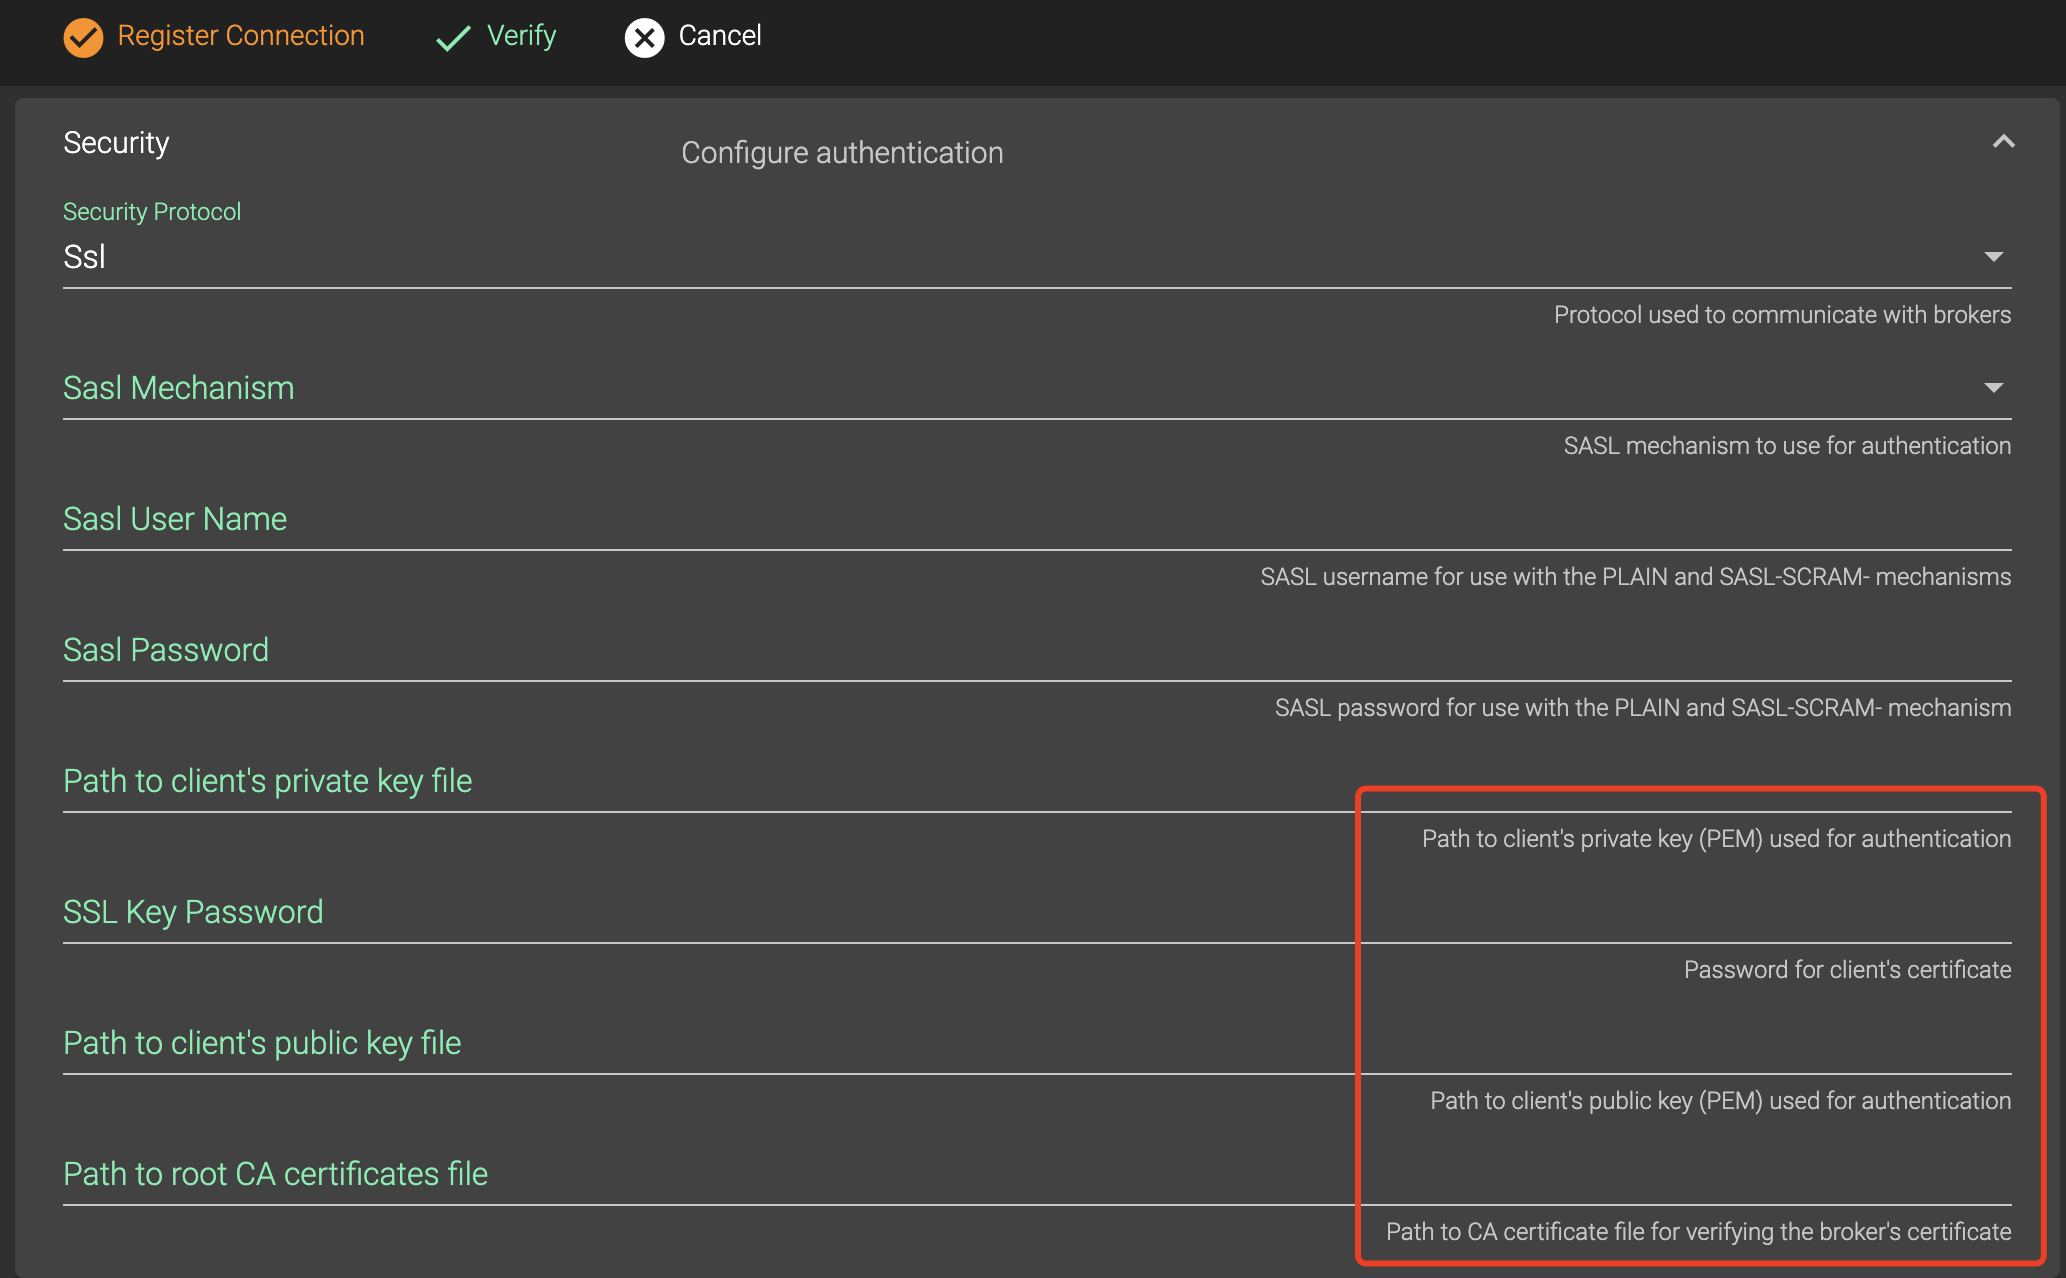 Register Connection Verify Cancel
Security Configure authentication
Security Protocol
Ssl
Protocol used to communicate with brokers
Sasl Mechanism
SASL mechanism to use for authentication
Sasl User Name
SASL username for use with the PLAIN and SASL-SCRAM- mechanisms
Sasl Password
SASL password for use with the PLAIN and SASL-SCRAM- mechanism
Path to client's private key file
Path to client's private key (PEM) used for authentication
SSL Key Password
Password for client's certificate
Path to client's public key file
Path to client's public key (PEM) used for authentication
Path to root CA certificates file
Path to CA certificate file for verifying the broker's certificate